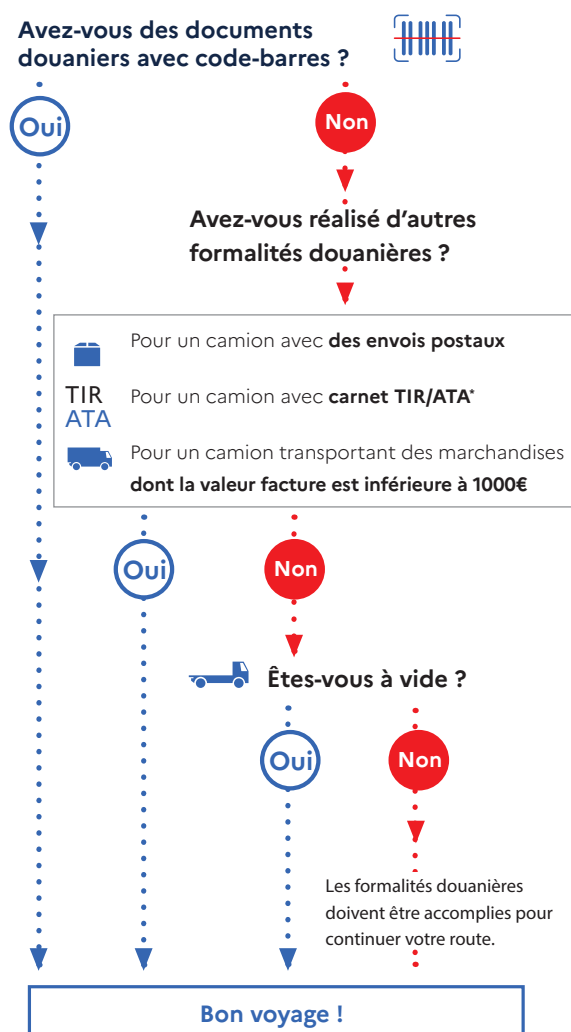 Avez-vous des documents
douaniers avec code-barres ?
Oui
Non
Avez-vous réalisé d'autres
formalités douanières ?
Pour un camion avec des envois postaux
TIR
ATA
Pour un camion avec carnet TIR/ATA*
Pour un camion transportant des marchandises
dont la valeur facture est inférieure à 1000€
Oui
Non
Êtes-vous à vide ?
Oui
Non
Les formalités douanières
doivent être accomplies pour
continuer votre route.
Bon voyage !